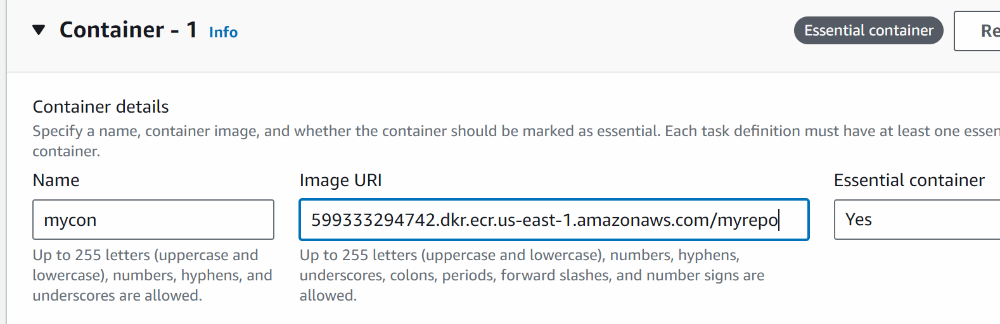 Container - 1 Info
Essential container
Container details
Specify a name, container image, and whether the container should be marked as essential. Each task definition must have at least one
container.
Name
Image URI
Essential container
mycon
599333294742.dkr.ecr.us-east-1.amazonaws.com/myrepo
Yes
Up to 255 letters (uppercase and
lowercase), numbers, hyphens, and
underscores are allowed.
Up to 255 letters (uppercase and lowercase), numbers, hyphens,
underscores, colons, periods, forward slashes, and number signs are
allowed.